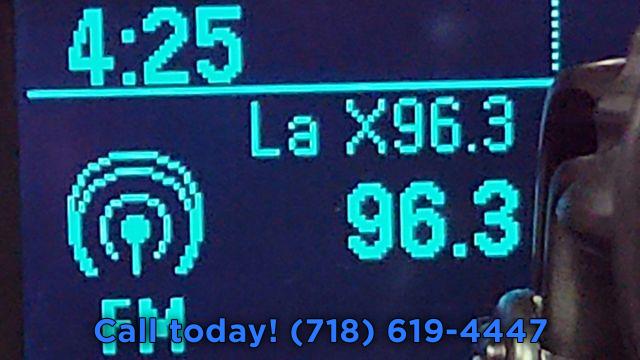 4:25
La X96.3
96.3
FM
Call today! (718) 619-4447